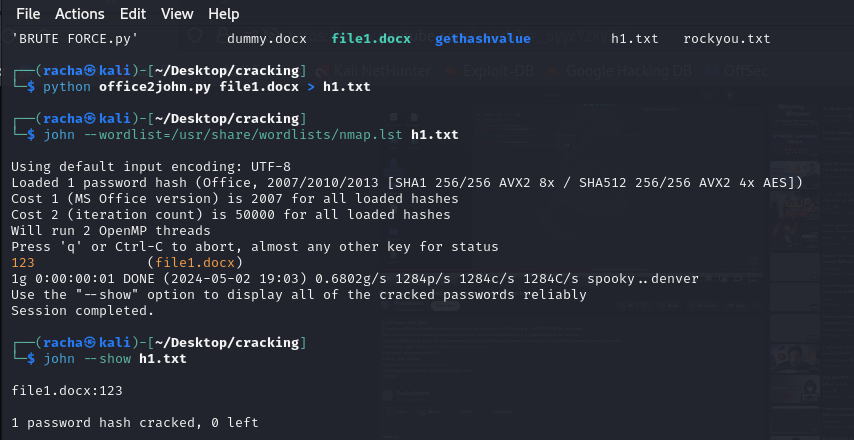 File Actions Edit View Help
'BRUTE FORCE.py' dummy.docx file1.docx gethashvalue h1.txt rockyou.txt
Kali NetHunter Exploit-DB Google Hacking DB OffSec
┌──(racha㉿kali)-[~/Desktop/cracking]
└─$ python office2john.py file1.docx > h1.txt
┌──(racha㉿kali)-[~/Desktop/cracking]
└─$ john --wordlist=/usr/share/wordlists/nmap.lst h1.txt
Using default input encoding: UTF-8
Loaded 1 password hash (Office, 2007/2010/2013 [SHA1 256/256 AVX2 8x / SHA512 256/256 AVX2 4x AES])
Cost 1 (MS Office version) is 2007 for all loaded hashes
Cost 2 (iteration count) is 50000 for all loaded hashes
Will run 2 OpenMP threads
Press 'q' or Ctrl-C to abort, almost any other key for status
123 (file1.docx)
1g 0:00:00:01 DONE (2024-05-02 19:03) 0.6802g/s 1284p/s 1284c/s 1284C/s spooky..denver
Use the "--show" option to display all of the cracked passwords reliably
Session completed.
┌──(racha㉿kali)-[~/Desktop/cracking]
└─$ john --show h1.txt
file1.docx:123
1 password hash cracked, 0 left